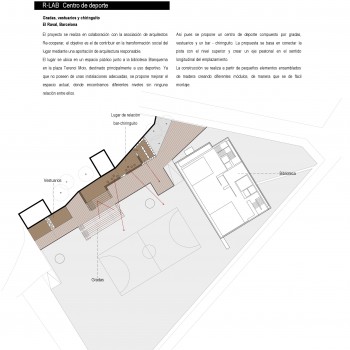 R-LAB  Centro de deporte
Gradas, vestuarios y chiringuito
El Raval. Barcelona
El proyecto se realiza en colaboración con la asociación de arquitectos
Re-cooperar, el objetivo es el de contribuir en la transformación social del
lugar mediante una aportación de arquitectura responsable.
El lugar se ubica en un espacio público junto a la biblioteca Blanquerna
en la plaza Terenci Moix, destinado principalmente a uso deportivo. Ya
que no poseen de unas instalaciones adecuadas, se propone mejorar el
espacio actual, donde encontramos diferentes niveles sin ninguna
relación entre ellos.
Así pues se propone un centro de deporte compuesto por gradas,
vestuarios y un bar - chiringuito. La propuesta se basa en conectar la
pista con el nivel superior y crear un eje peatonal en el sentido
longitudinal del emplazamiento.
La construcción se realiza a partir de pequeños elementos ensamblados
de madera creando diferentes módulos, de manera que se de fácil
montaje.
Lugar de relación
bar-chiringuito
Vestuarios
Biblioteca
Gradas